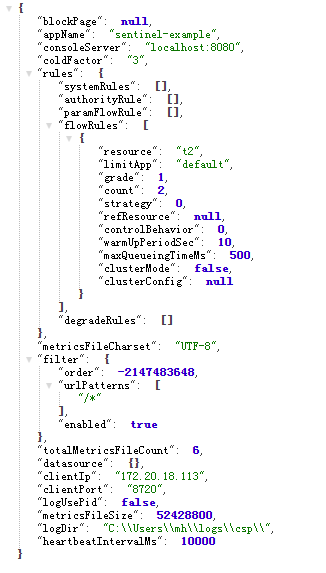 {
"blockPage": null,
"appName": "sentinel-example",
"consoleServer": "localhost:8080",
"coldFactor": "3",
"rules": {
"systemRules": [],
"authorityRule": [],
"paramFlowRule": [],
"flowRules": [
{
"resource": "t2",
"limitApp": "default",
"grade": 1,
"count": 2,
"strategy": 0,
"refResource": null,
"controlBehavior": 0,
"warmUpPeriodSec": 10,
"maxQueueingTimeMs": 500,
"clusterMode": false,
"clusterConfig": null
}
],
"degradeRules": []
},
"metricsFileCharset": "UTF-8",
"filter": {
"order": -2147483648,
"urlPatterns": [
"/*"
],
"enabled": true
},
"totalMetricsFileCount": 6,
"datasource": {},
"clientIp": "172.20.18.113",
"clientPort": "8720",
"logUsePid": false,
"metricsFileSize": 52428800,
"logDir": "C:\\Users\\mh\\logs\\csp\\",
"heartbeatIntervalMs": 10000
}